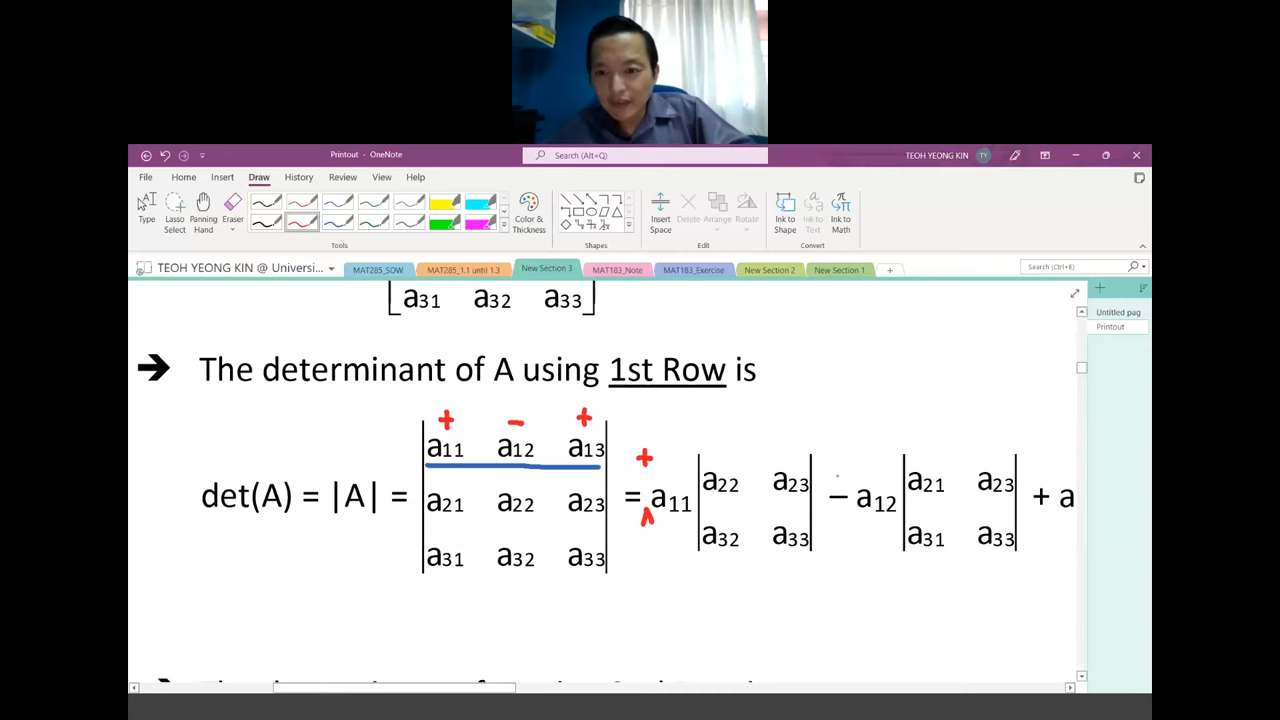 Printout - OneNote
Search (Alt+Q)
TEOH YEONG KIN TY
File Home Insert Draw History Review View Help
Type Lasso Select Panning Hand Eraser Color & Thickness Insert Space Delete Arrange Rotate Ink to Shape Ink to Text Ink to Math
Tools Shapes Edit Convert
TEOH YEONG KIN @ Universi... MAT285_SOW MAT285_1.1 until 1.3 New Section 3 MAT183_Note MAT183_Exercise New Section 2 New Section 1 + Search (Ctrl+E)
Untitled pag
Printout
a31 a32 a33
➔ The determinant of A using 1st Row is
+ - +
a11 a12 a13
+
det(A) = |A| = a21 a22 a23 = a11 a22 a23 − a12 a21 a23 + a
a32 a33 a31 a33
a31 a32 a33